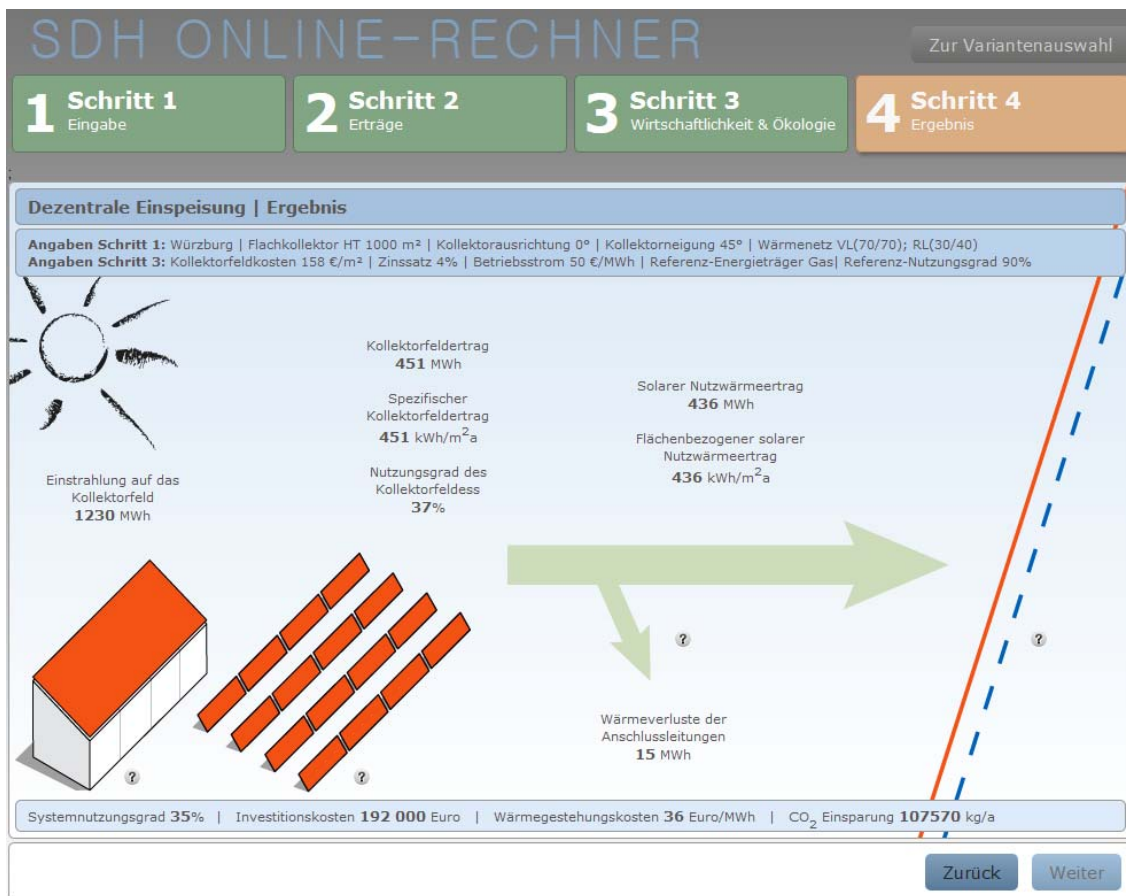 SDH ONLINE-RECHNER
Zur Variantenauswahl
1 Schritt 1
Eingabe
2 Schritt 2
Erträge
3 Schritt 3
Wirtschaftlichkeit & Ökologie
4 Schritt 4
Ergebnis
;
Dezentrale Einspeisung | Ergebnis
Angaben Schritt 1: Würzburg | Flachkollektor HT 1000 m² | Kollektorausrichtung 0° | Kollektorneigung 45° | Wärmenetz VL(70/70); RL(30/40)
Angaben Schritt 3: Kollektorfeldkosten 158 €/m² | Zinssatz 4% | Betriebsstrom 50 €/MWh | Referenz-Energieträger Gas| Referenz-Nutzungsgrad 90%
Einstrahlung auf das
Kollektorfeld
1230 MWh
Kollektorfeldertrag
451 MWh
Spezifischer
Kollektorfeldertrag
451 kWh/m²a
Nutzungsgrad des
Kollektorfeldess
37%
Solarer Nutzwärmeertrag
436 MWh
Flächenbezogener solarer
Nutzwärmeertrag
436 kWh/m²a
?
?
Wärmeverluste der
Anschlussleitungen
15 MWh
?
?
Systemnutzungsgrad 35% | Investitionskosten 192 000 Euro | Wärmegestehungskosten 36 Euro/MWh | CO₂ Einsparung 107570 kg/a
Zurück
Weiter